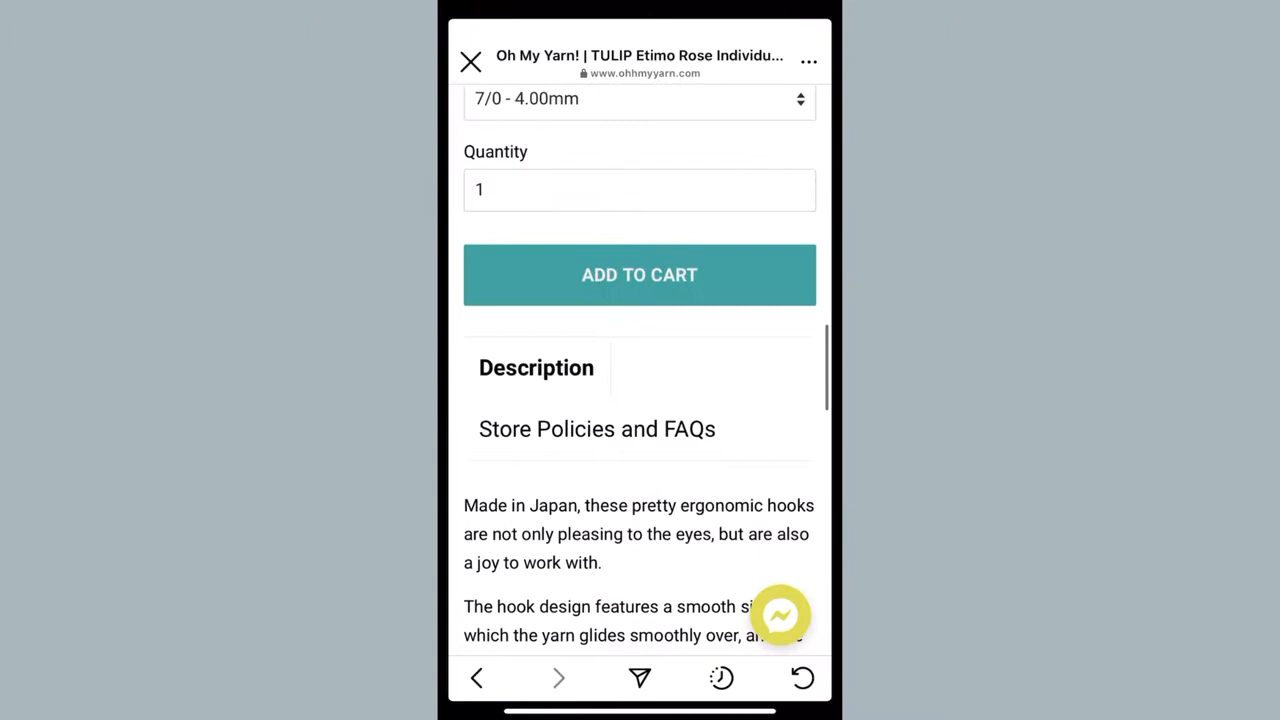 Oh My Yarn! | TULIP Etimo Rose Individu...
www.ohhmyyarn.com
7/0 - 4.00mm
Quantity
1
ADD TO CART
Description
Store Policies and FAQs
Made in Japan, these pretty ergonomic hooks
are not only pleasing to the eyes, but are also
a joy to work with.
The hook design features a smooth
which the yarn glides smoothly over,